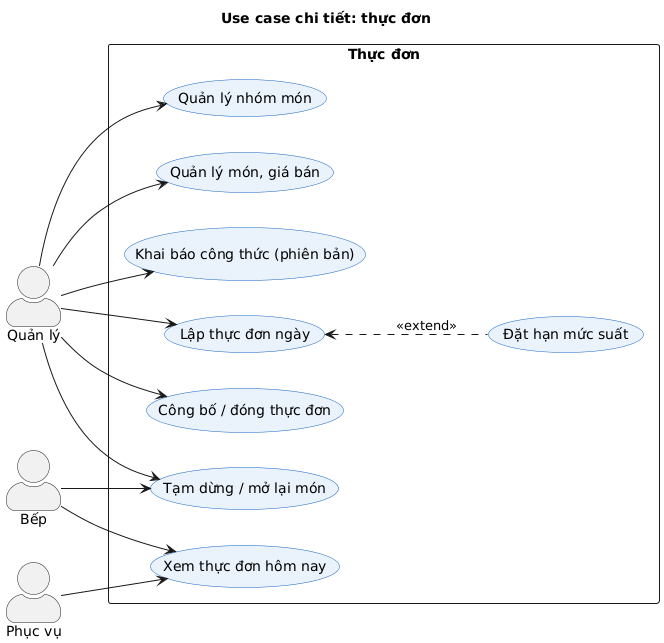 Use case chi tiết: thực đơn
Thực đơn
Quản lý nhóm món
Quản lý món, giá bán
Khai báo công thức (phiên bản)
Quản lý
Lập thực đơn ngày
«extend»
Đặt hạn mức suất
Công bố / đóng thực đơn
Tạm dừng / mở lại món
Bếp
Xem thực đơn hôm nay
Phục vụ